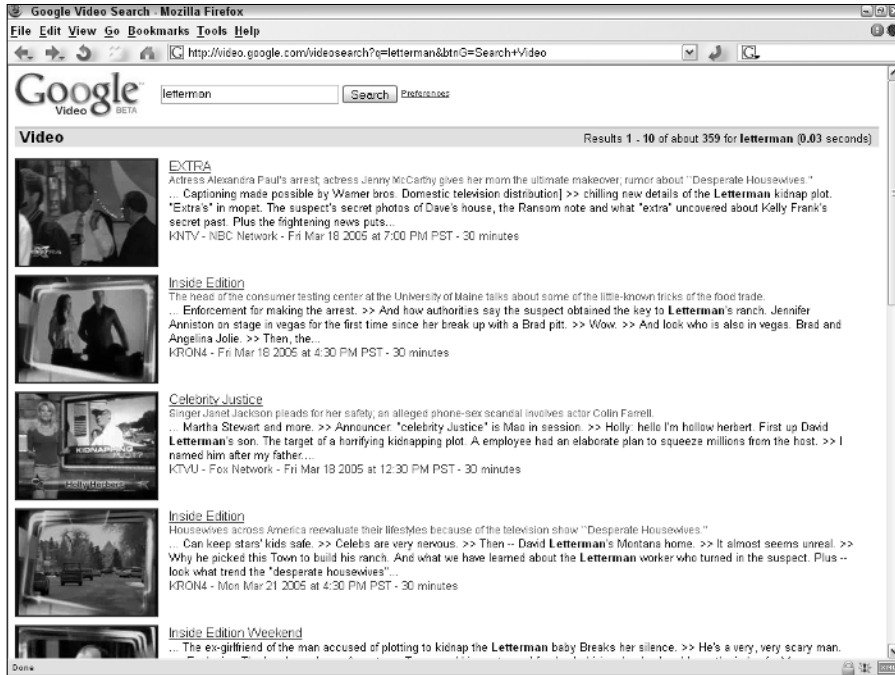 Google Video Search - Mozilla Firefox
File Edit View Go Bookmarks Tools Help
http://video.google.com/videosearch?q=letterman&btnG=Search+Video
Google
Video BETA
letterman Search Preferences
Video Results 1 - 10 of about 359 for letterman (0.03 seconds)
EXTRA
Actress Alexandra Paul's arrest; actress Jenny McCarthy gives her mom the ultimate makeover; rumor about ``Desperate Housewives.''
... Captioning made possible by Warner bros. Domestic television distribution] >> chilling new details of the Letterman kidnap plot.
"Extra's" in mopet. The suspect's secret photos of Dave's house, the Ransom note and what "extra" uncovered about Kelly Frank's
secret past. Plus the frightening news puts...
KNTV - NBC Network - Fri Mar 18 2005 at 7:00 PM PST - 30 minutes
Inside Edition
The head of the consumer testing center at the University of Maine talks about some of the little-known tricks of the food trade.
... Enforcement for making the arrest. >> And how authorities say the suspect obtained the key to Letterman's ranch. Jennifer
Anniston on stage in vegas for the first time since her break up with a Brad pitt. >> Wow. >> And look who is also in vegas. Brad and
Angelina Jolie. >> Then, the...
KRON4 - Fri Mar 18 2005 at 4:30 PM PST - 30 minutes
Celebrity Justice
Singer Janet Jackson pleads for her safety; an alleged phone-sex scandal involves actor Colin Farrell.
... Martha Stewart and more. >> Announcer: "celebrity Justice" is Mao in session. >> Holly: hello I'm hollow herbert. First up David
Letterman's son. The target of a horrifying kidnapping plot. A employee had an elaborate plan to squeeze millions from the host. >> I
named him after my father....
KTVU - Fox Network - Fri Mar 18 2005 at 12:30 PM PST - 30 minutes
KIDNAPPING
Holly Herbert
Inside Edition
Housewives across America reevaluate their lifestyles because of the television show ``Desperate Housewives.''
... Can keep stars' kids safe. >> Celebs are very nervous. >> Then -- David Letterman's Montana home. >> It almost seems unreal. >>
Why he picked this Town to build his ranch. And what we have learned about the Letterman worker who turned in the suspect. Plus --
look what trend the "desperate housewives"...
KRON4 - Mon Mar 21 2005 at 4:30 PM PST - 30 minutes
Inside Edition Weekend
... The ex-girlfriend of the man accused of plotting to kidnap the Letterman baby Breaks her silence. >> He's a very, very scary man.
Done